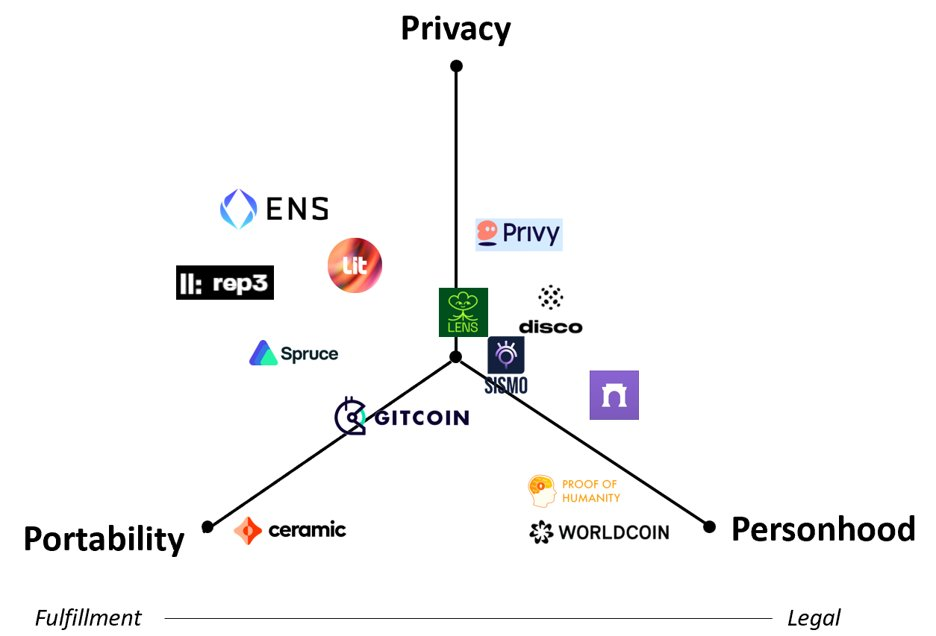 Privacy
ENS
Privy
Lit
||: rep3
LENS
disco
Spruce
SISMO
GITCOIN
PROOF OF
HUMANITY
ceramic
WORLDCOIN
Portability
Personhood
Fulfillment
Legal